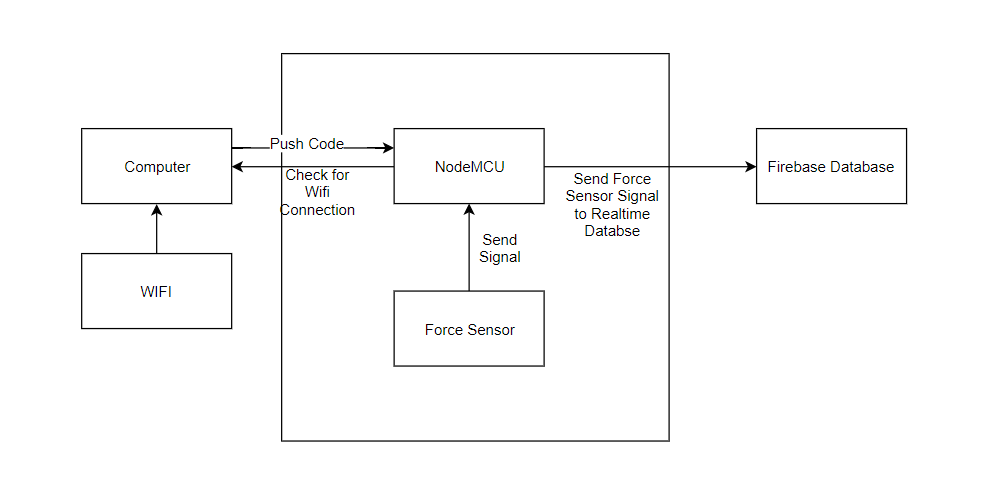 Push Code
Computer
NodeMCU
Firebase Database
Check for
Wifi
Connection
Send Force
Sensor Signal
to Realtime
Databse
Send
Signal
WIFI
Force Sensor